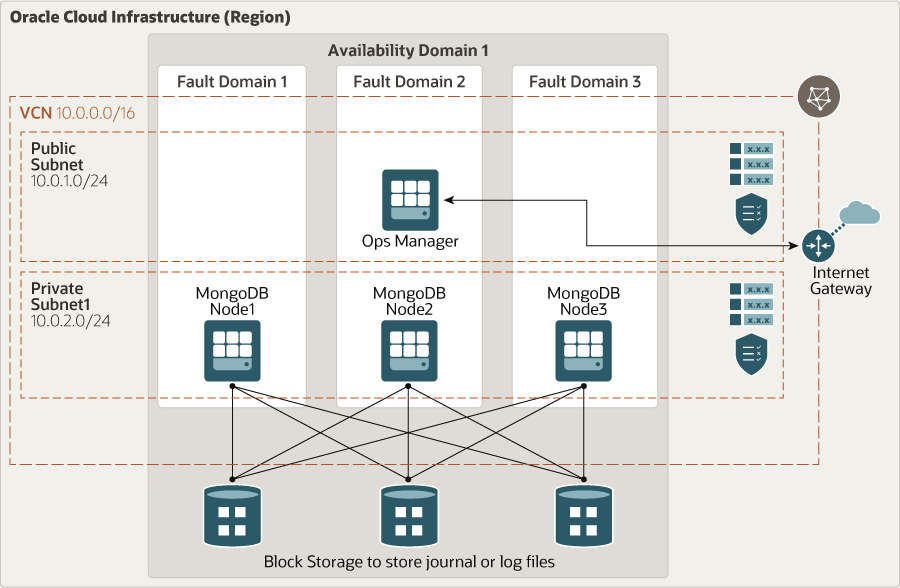 Oracle Cloud Infrastructure (Region)
Availability Domain 1
Fault Domain 1
Fault Domain 2
Fault Domain 3
VCN 10.0.0.0/16
Public
Subnet
10.0.1.0/24
x.x.x
x.x.x
x.x.x
Ops Manager
Internet
Gateway
Private
Subnet1
10.0.2.0/24
MongoDB
Node1
MongoDB
Node2
MongoDB
Node3
x.x.x
x.x.x
x.x.x
Block Storage to store journal or log files